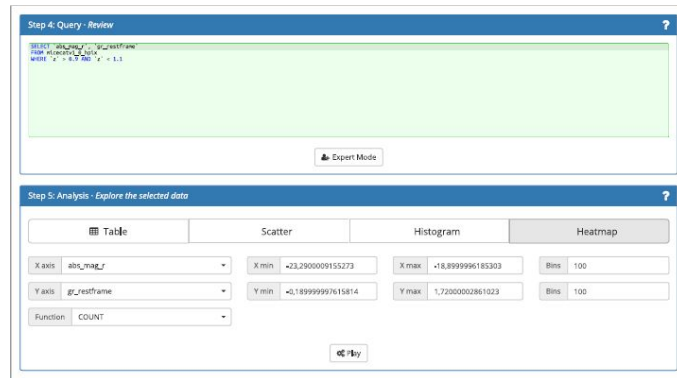 Step 4: Query - Review
?
SELECT `abs_mag_r`, `gr_restframe`
FROM micecatv1_0_hpix
WHERE `z` > 0.9 AND `z` < 1.1
Expert Mode
Step 5: Analysis - Explore the selected data
?
Table Scatter Histogram Heatmap
X axis abs_mag_r X min -23,2900009155273 X max -18,8999996185303 Bins 100
Y axis gr_restframe Y min -0,189999997615814 Y max 1,72000002861023 Bins 100
Function COUNT
Play